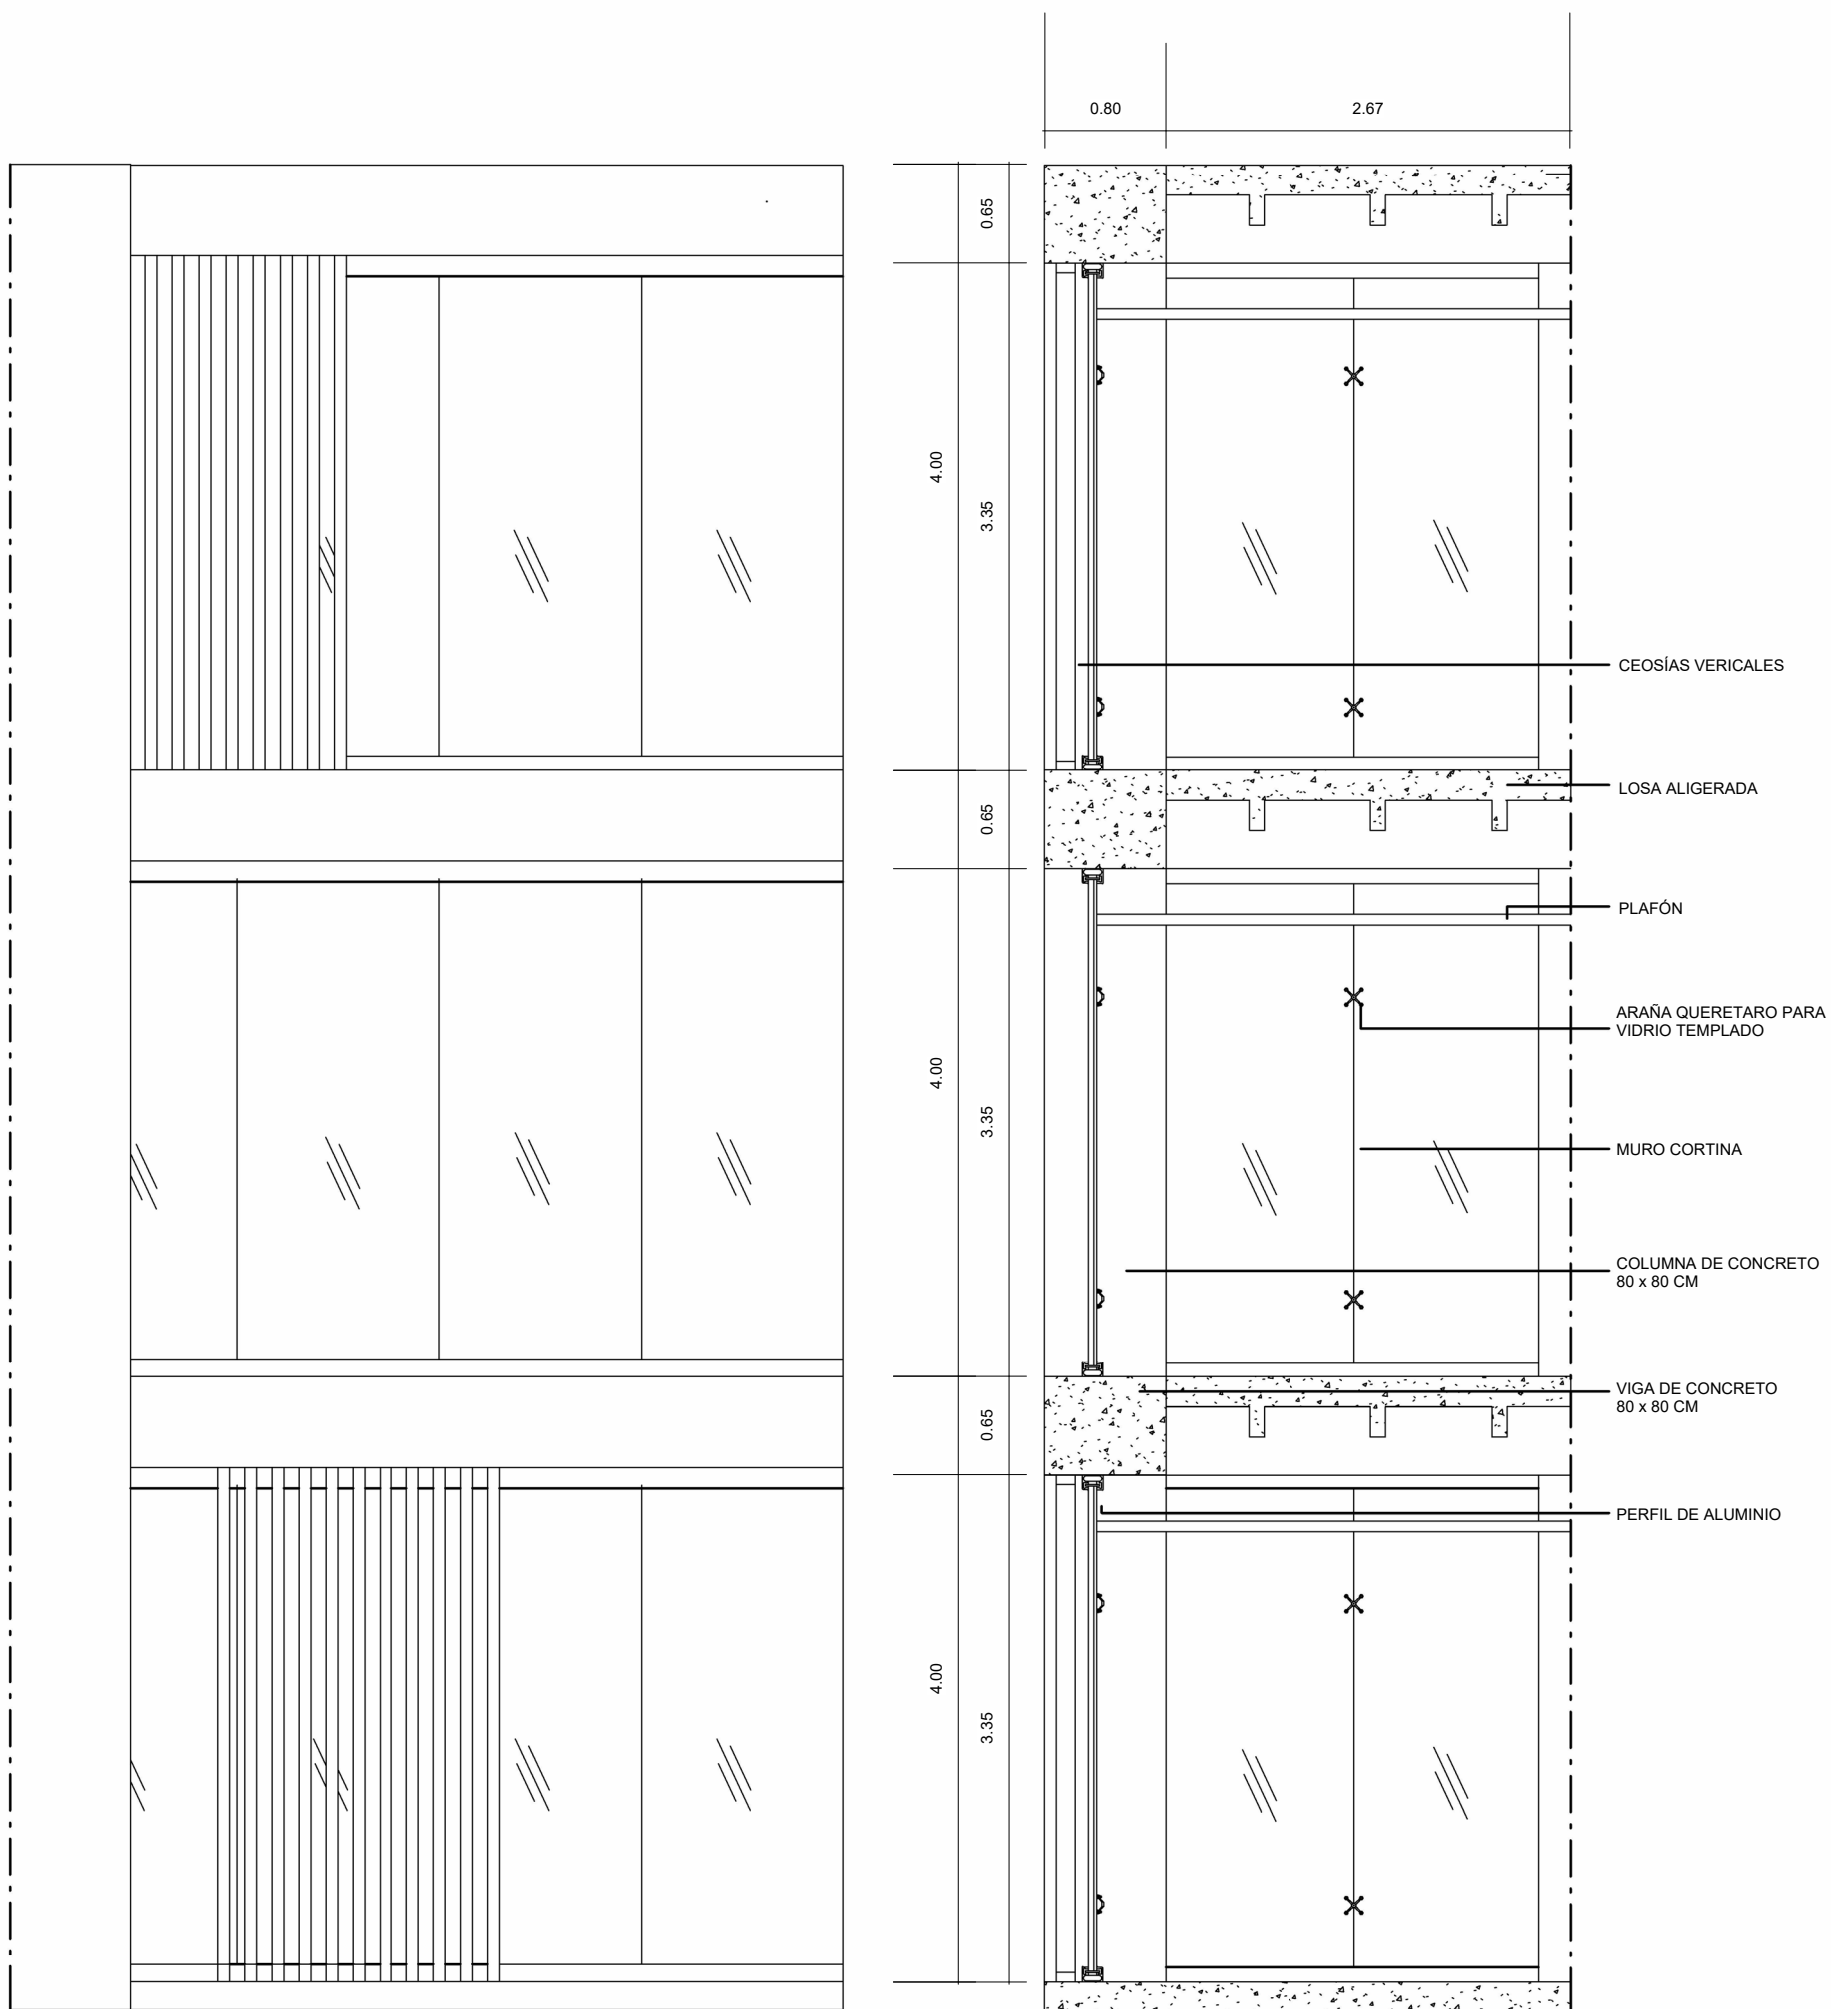 0.80
2.67
0.65
4.00
3.35
CEOSÍAS VERICALES
LOSA ALIGERADA
0.65
PLAFÓN
ARAÑA QUERETARO PARA
VIDRIO TEMPLADO
4.00
3.35
MURO CORTINA
COLUMNA DE CONCRETO
80 x 80 CM
VIGA DE CONCRETO
80 x 80 CM
0.65
PERFIL DE ALUMINIO
4.00
3.35